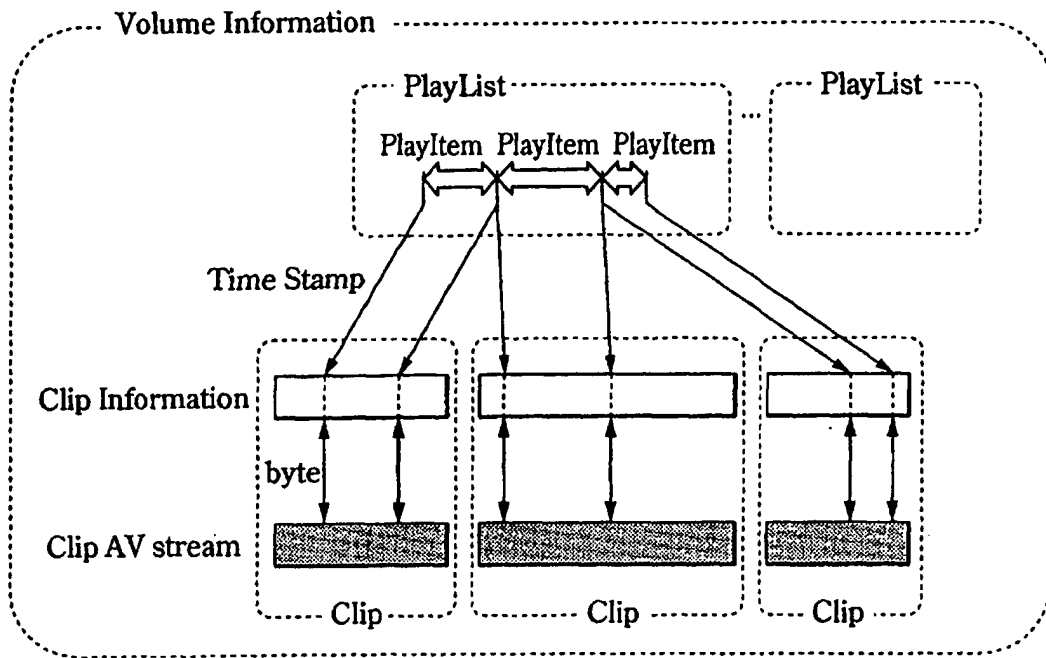 Volume Information
PlayList
PlayList
...
PlayItem PlayItem PlayItem
Time Stamp
Clip Information
byte
Clip AV stream
Clip
Clip
Clip